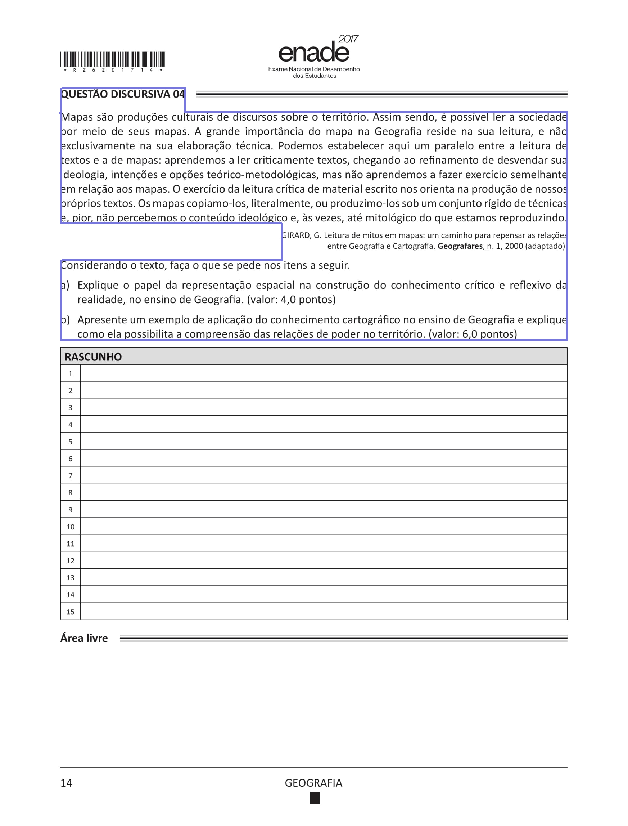 2017
enade
Exame Nacional de Desempenho
dos Estudantes
*R2620171 4*
QUESTÃO DISCURSIVA 04
Mapas são produções culturais de discursos sobre o território. Assim sendo, é possível ler a sociedade
por meio de seus mapas. A grande importância do mapa na Geografia reside na sua leitura, e não
exclusivamente na sua elaboração técnica. Podemos estabelecer aqui um paralelo entre a leitura de
textos e a de mapas: aprendemos a ler criticamente textos, chegando ao refinamento de desvendar sua
ideologia, intenções e opções teórico-metodológicas, mas não aprendemos a fazer exercício semelhante
em relação aos mapas. O exercício da leitura crítica de material escrito nos orienta na produção de nossos
próprios textos. Os mapas copiamo-los, literalmente, ou produzimo-los sob um conjunto rígido de técnicas
e, pior, não percebemos o conteúdo ideológico e, às vezes, até mitológico do que estamos reproduzindo.
GIRARD, G. Leitura de mitos em mapas: um caminho para repensar as relações
entre Geografia e Cartografia. Geografares, n. 1, 2000 (adaptado).
Considerando o texto, faça o que se pede nos itens a seguir.
a) Explique o papel da representação espacial na construção do conhecimento crítico e reflexivo da
realidade, no ensino de Geografia. (valor: 4,0 pontos)
b) Apresente um exemplo de aplicação do conhecimento cartográfico no ensino de Geografia e explique
como ela possibilita a compreensão das relações de poder no território. (valor: 6,0 pontos)
RASCUNHO
1
2
3
4
5
6
7
8
9
10
11
12
13
14
15
Área livre
14
GEOGRAFIA